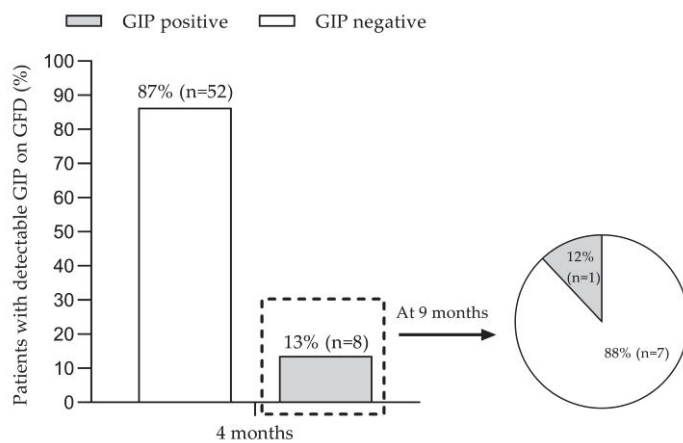 GIP positive GIP negative
Patients with detectable GIP on GFD (%)
100
90
80
70
60
50
40
30
20
10
0
87% (n=52)
13% (n=8)
4 months
At 9 months
12%
(n=1)
88% (n=7)